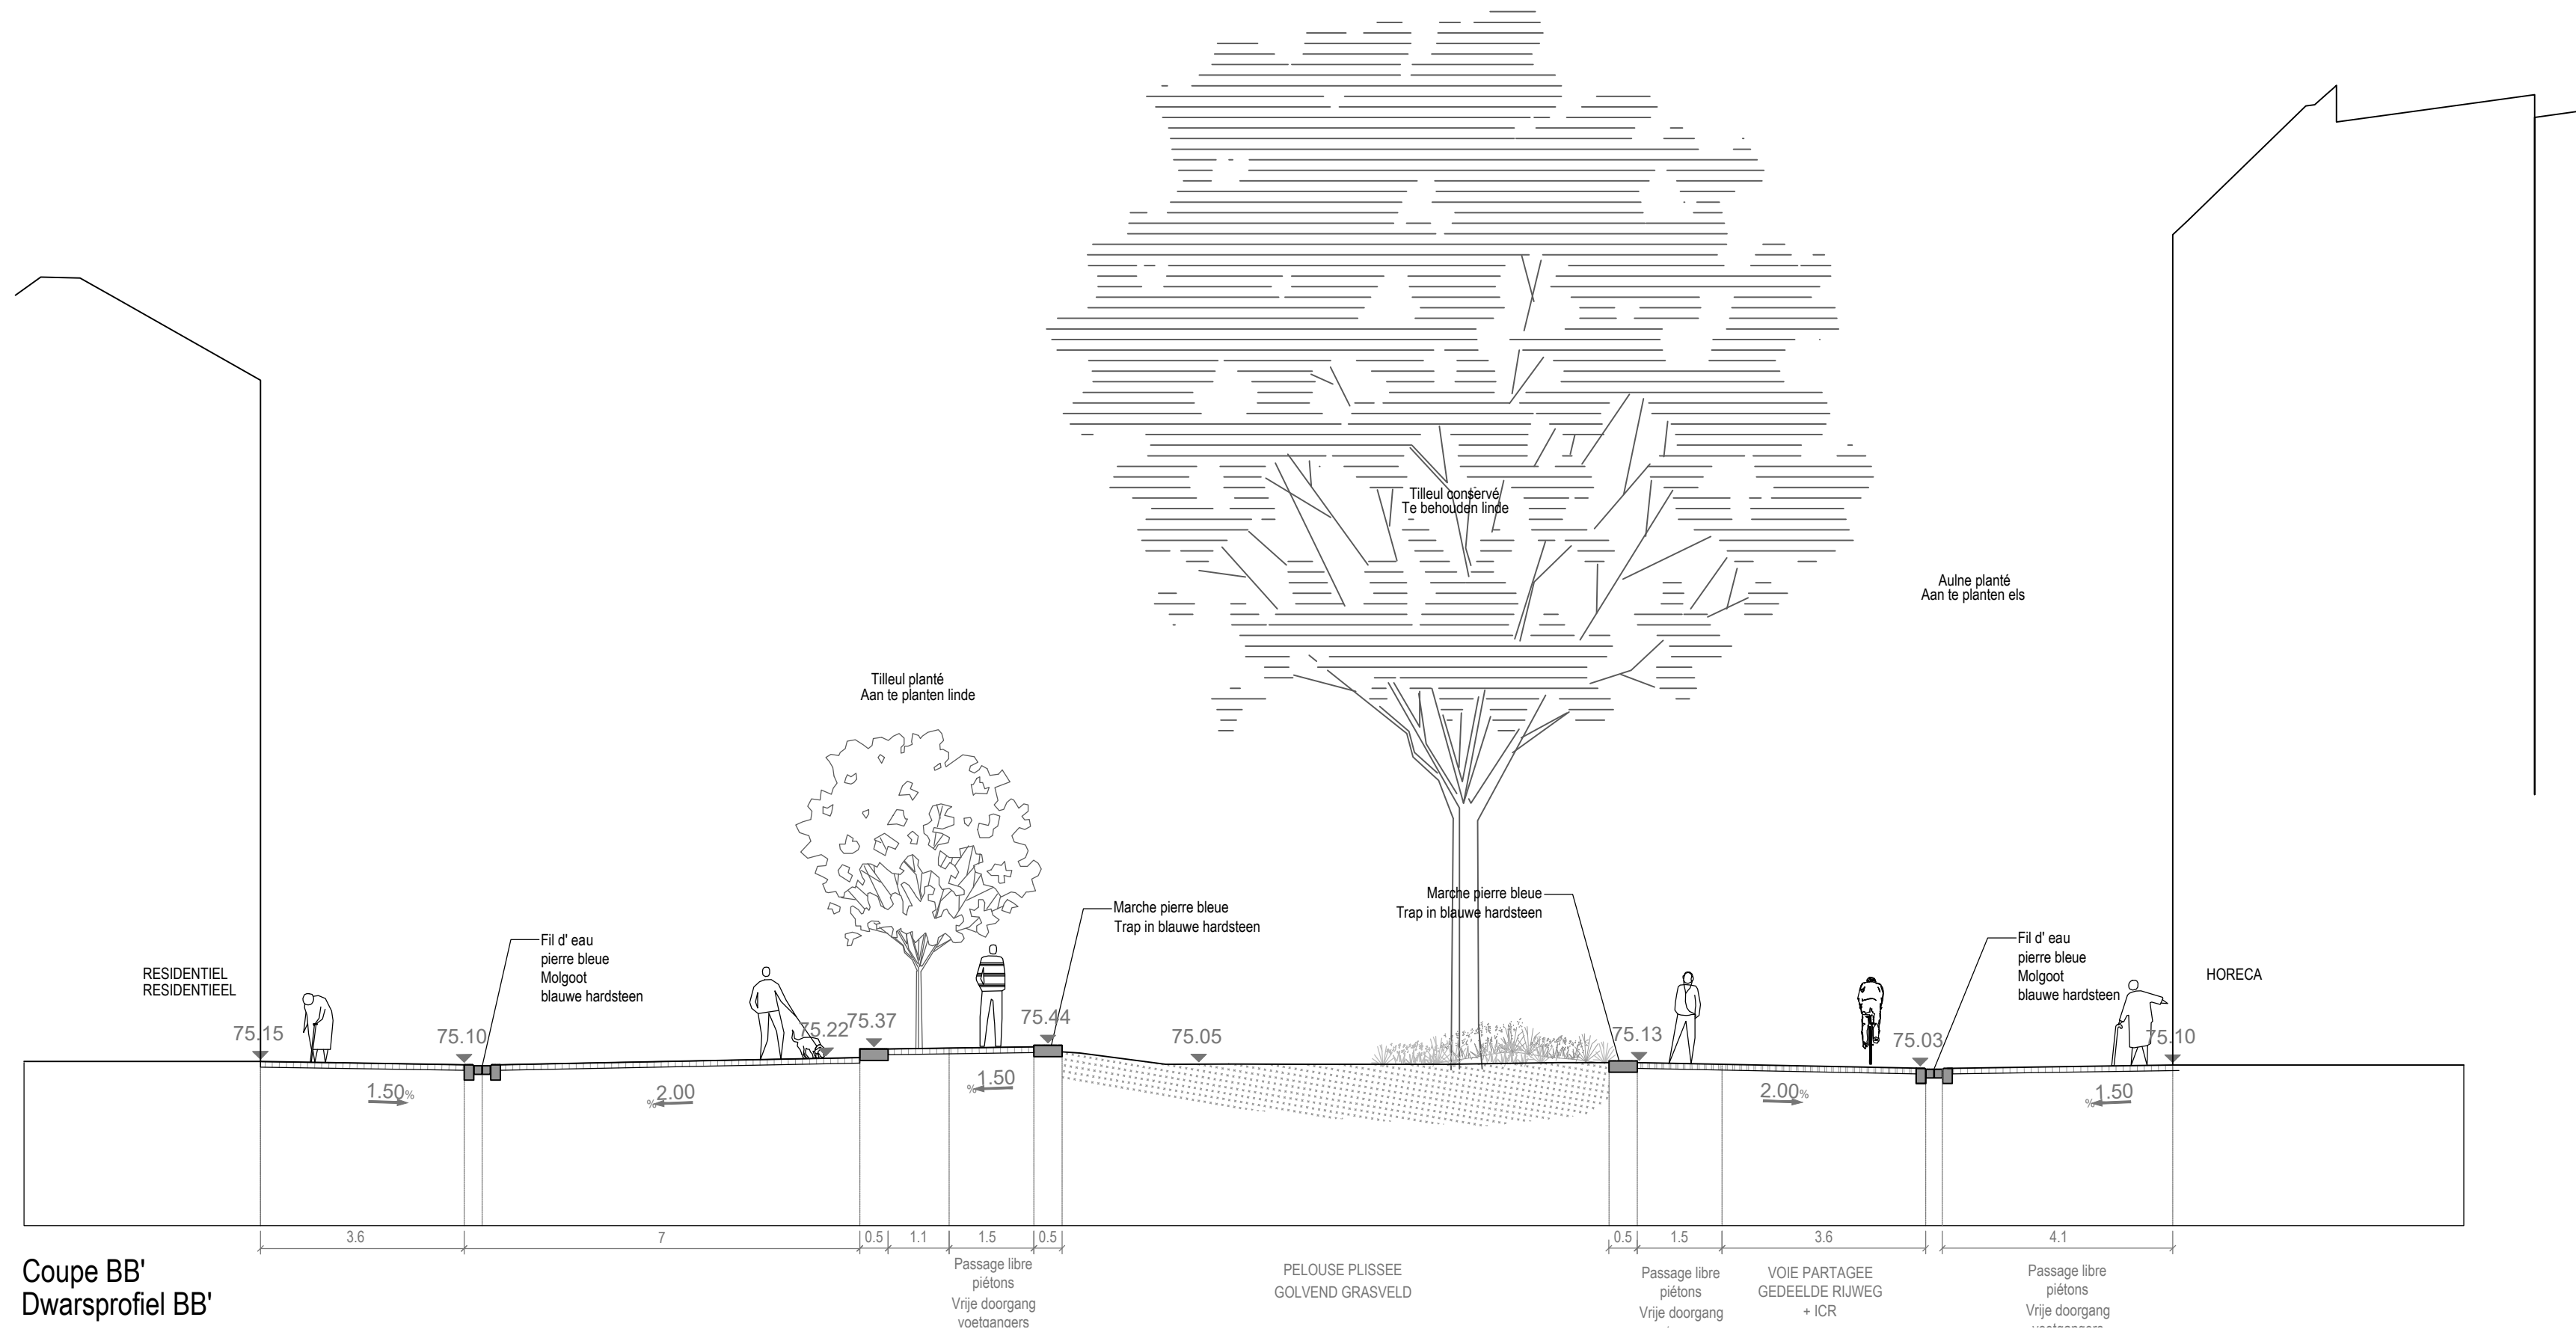 Tilleul conservé
Te behouden linde
Aulne planté
Aan te planten els
Tilleul planté
Aan te planten linde
Marche pierre bleue
Trap in blauwe hardsteen
Marche pierre bleue
Trap in blauwe hardsteen
Fil d' eau
pierre bleue
Molgoot
blauwe hardsteen
Fil d' eau
pierre bleue
Molgoot
blauwe hardsteen
RESIDENTIEL
RESIDENTIEEL
HORECA
75.15
75.10
75.22
75.37
75.44
75.05
75.13
75.03
75.10
1.50%
%2.00
%1.50
2.00%
%1.50
3.6
7
0.5
1.1
1.5
0.5
0.5
1.5
3.6
4.1
Passage libre
piétons
Vrije doorgang
voetgangers
PELOUSE PLISSEE
GOLVEND GRASVELD
Passage libre
piétons
Vrije doorgang
VOIE PARTAGEE
GEDEELDE RIJWEG
+ ICR
Passage libre
piétons
Vrije doorgang
Coupe BB'
Dwarsprofiel BB'